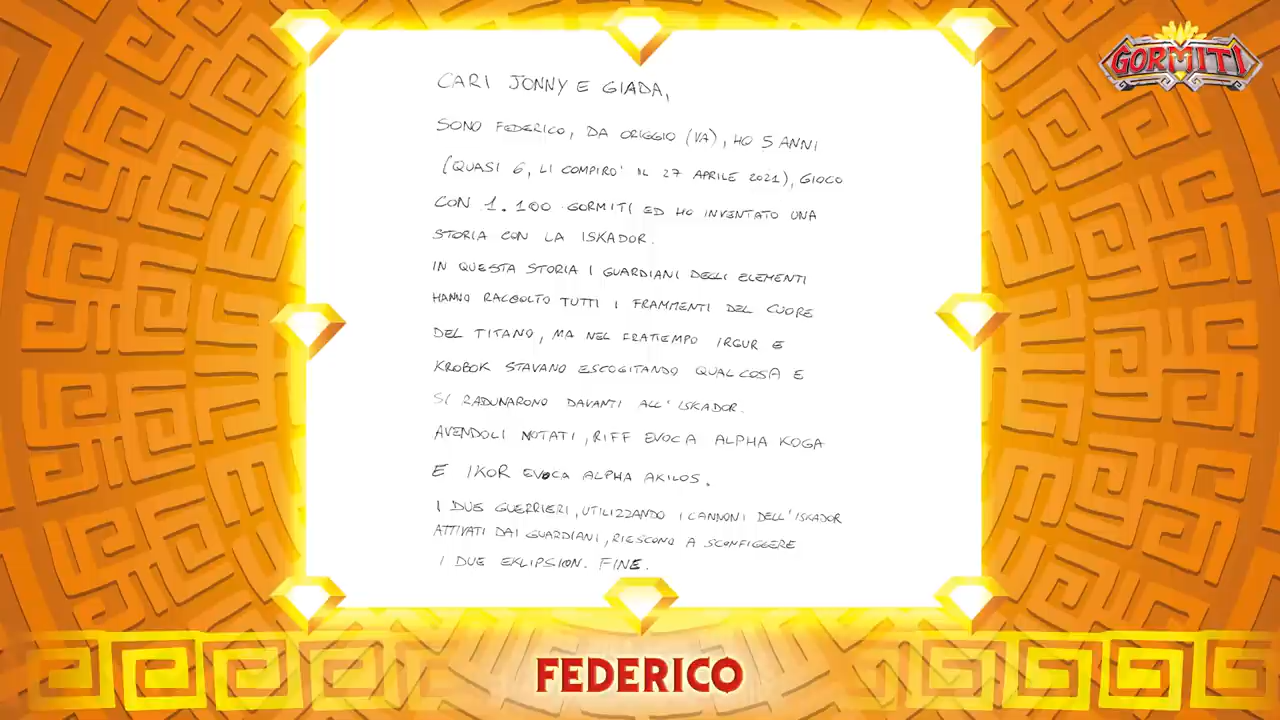 GORMITI
CARI JONNY E GIADA,
SONO FEDERICO, DA ORIGGIO (VA), HO 5 ANNI
(QUASI 6, LI COMPIRO' IL 27 APRILE 2021), GIOCO
CON 1.100 GORMITI ED HO INVENTATO UNA
STORIA CON LA ISKADOR.
IN QUESTA STORIA I GUARDIANI DEGLI ELEMENTI
HANNO RACCOLTO TUTTI I FRAMMENTI DEL CUORE
DEL TITANO, MA NEL FRATTEMPO IRGUR E
KROBOK STAVANO ESCOGITANDO QUALCOSA E
SI RADUNARONO DAVANTI ALL'ISKADOR.
AVENDOLI NOTATI, RIFF EVOCA ALPHA KOGA
E IKOR EVOCA ALPHA AKILOS.
I DUE GUERRIERI, UTILIZZANDO I CANNONI DELL'ISKADOR
ATTIVATI DAI GUARDIANI, RIESCONO A SCONFIGGERE
I DUE EKLIPSION. FINE.
FEDERICO